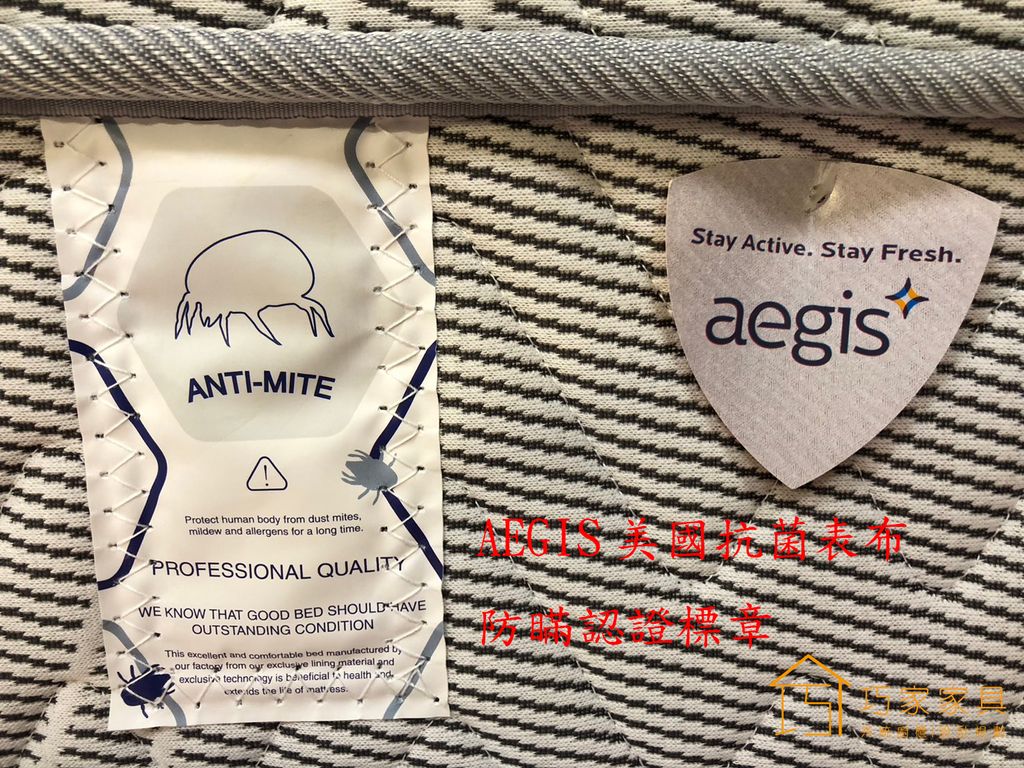 ANTI-MITE
Protect human body from dust mites,
mildew and allergens for a long time.
PROFESSIONAL QUALITY
WE KNOW THAT GOOD BED SHOULD HAVE
OUTSTANDING CONDITION
This excellent and comfortable bed manufactured by
our factory from our exclusive lining material and
exclusive technology is beneficial to health and
extends the life of mattress.
Stay Active. Stay Fresh.
aegis
AEGIS 美國抗菌表布
防瞞認證標章
巧家家具